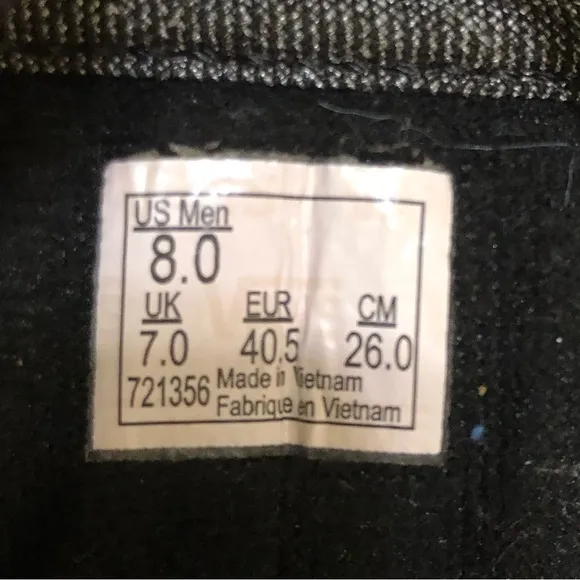 US Men
8.0
UK EUR CM
7.0 40.5 26.0
721356 Made in Vietnam
Fabrique en Vietnam